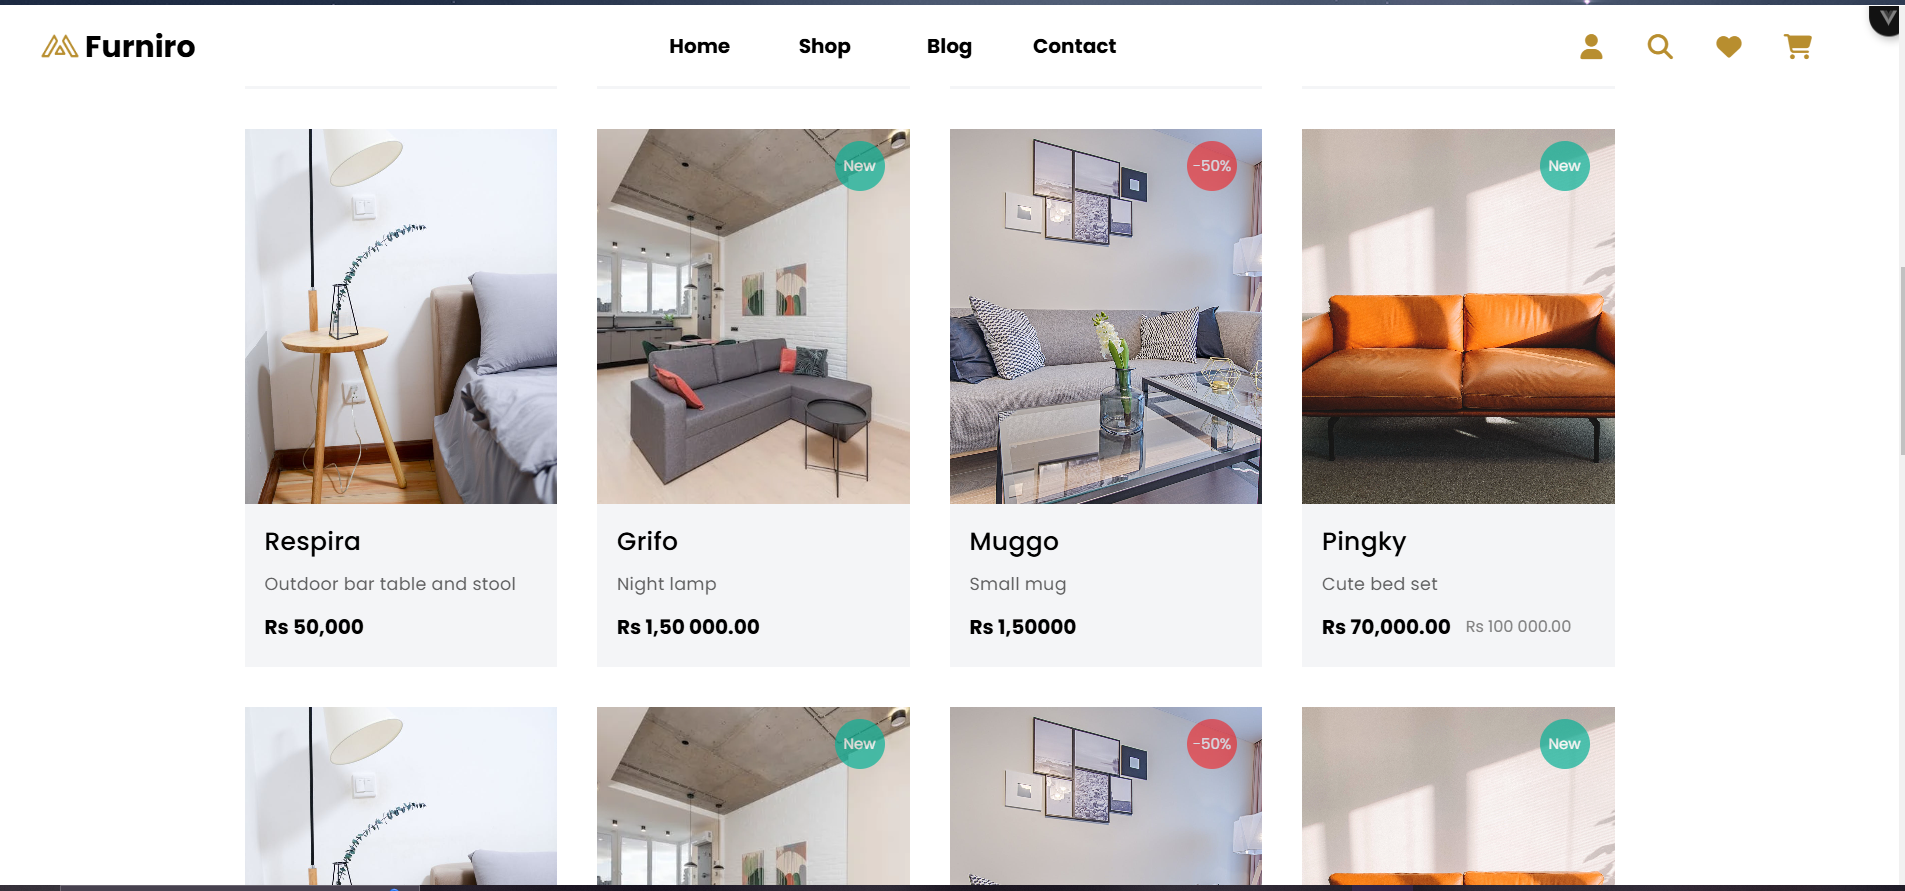 Furniro
Home Shop Blog Contact
New
-50%
New
Respira
Outdoor bar table and stool
Rs 50,000
Grifo
Night lamp
Rs 1,50 000.00
Muggo
Small mug
Rs 1,50000
Pingky
Cute bed set
Rs 70,000.00 Rs 100 000.00
New
-50%
New